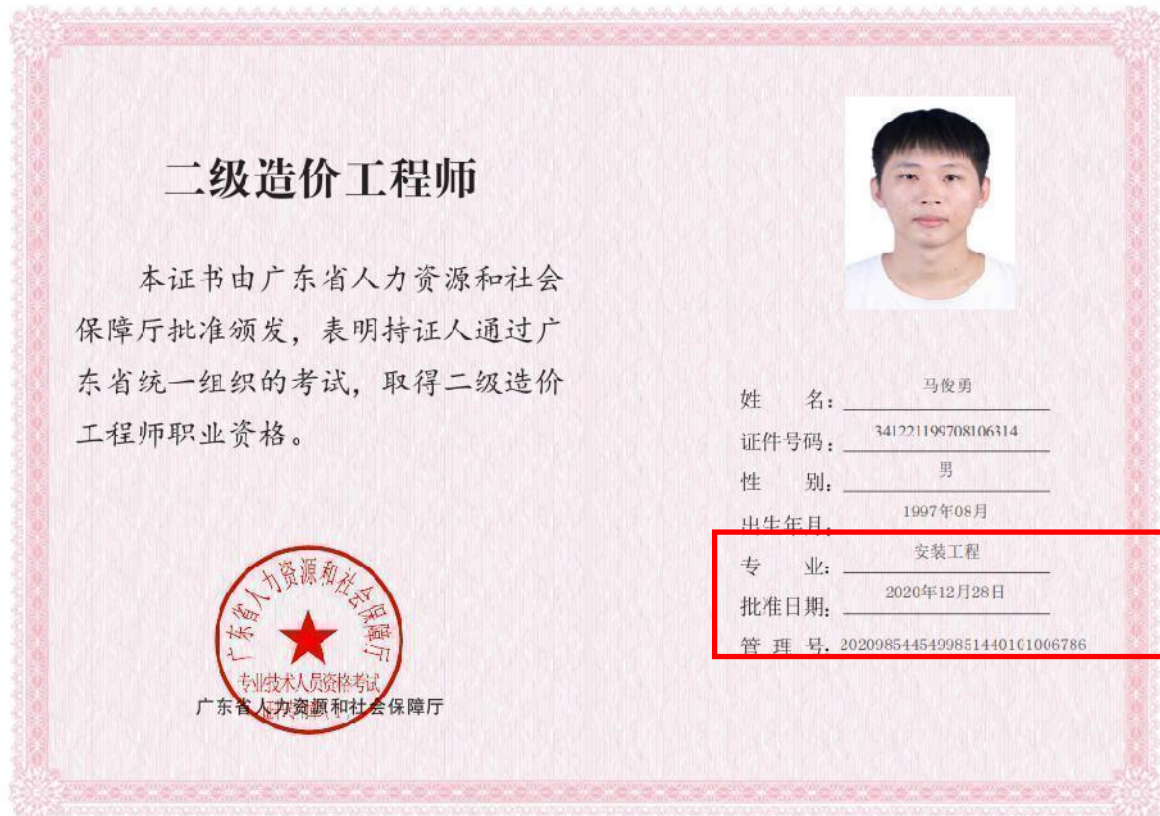 二级造价工程师
本证书由广东省人力资源和社会
保障厅批准颁发，表明持证人通过广
东省统一组织的考试，取得二级造价
工程师职业资格。
广东省人力资源和社会保障厅
专业技术人员资格考试
广东省人力资源和社会保障厅
姓 名：马俊勇
证件号码：341221199708106314
性 别：男
出生年月：1997年08月
专 业：安装工程
批准日期：2020年12月28日
管 理 号：2020985445499851440101006786